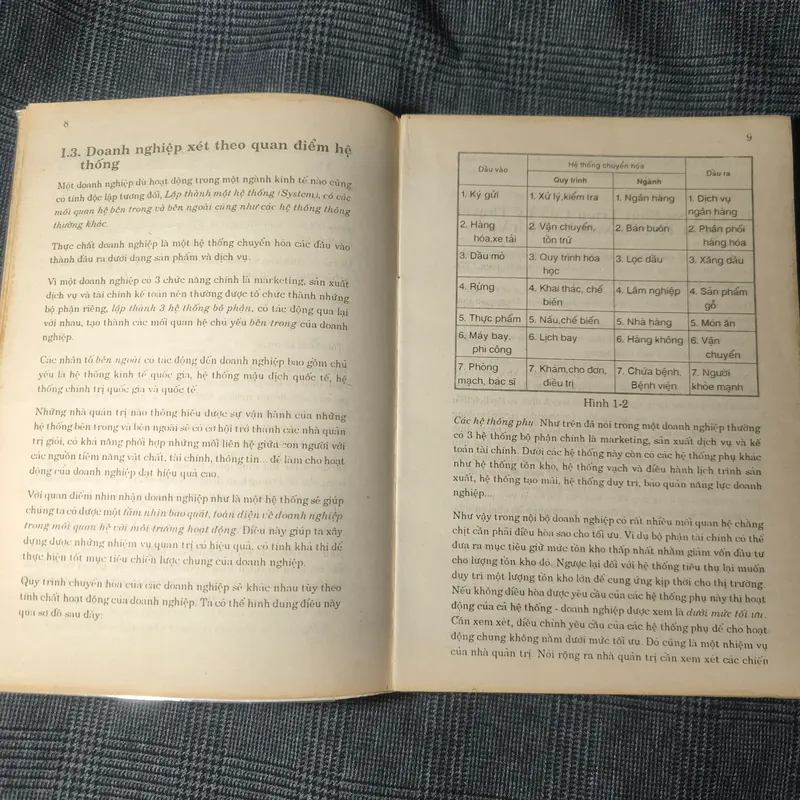 8
I.3. Doanh nghiệp xét theo quan điểm hệ
thống
Một doanh nghiệp dù hoạt động trong một ngành kinh tế nào cũng
có tính độc lập tương đối, Lập thành một hệ thống (System), có các
mối quan hệ bên trong và bên ngoài cũng như các hệ thống thông
thường khác.
Thực chất doanh nghiệp là một hệ thống chuyển hóa các đầu vào
thành đầu ra dưới dạng sản phẩm và dịch vụ.
Vì một doanh nghiệp có 3 chức năng chính là marketing, sản xuất
dịch vụ và tài chính kế toán nên thường được tổ chức thành những
bộ phận riêng, lập thành 3 hệ thống bộ phận, có tác động qua lại
với nhau, tạo thành các mối quan hệ chủ yếu bên trong của doanh
nghiệp.
Các nhân tố bên ngoài có tác động đến doanh nghiệp bao gồm chủ
yếu là hệ thống kinh tế quốc gia, hệ thống mậu dịch quốc tế, hệ
thống chính trị quốc gia và quốc tế.
Những nhà quản trị nào thông hiểu được sự vận hành của những
hệ thống bên trong và bên ngoài sẽ có cơ hội trở thành các nhà quản
trị giỏi, có khả năng phối hợp những mối liên hệ giữa con người với
các nguồn tiềm năng vật chất, tài chính, thông tin... để làm cho hoạt
động của doanh nghiệp đạt hiệu quả cao.
Với quan điểm nhìn nhận doanh nghiệp như là một hệ thống sẽ giúp
chúng ta có được một tầm nhìn bao quát, toàn diện về doanh nghiệp
trong mối quan hệ với môi trường hoạt động. Điều này giúp ta xây
dựng được những nhiệm vụ quản trị có hiệu quả, có tính khả thi để
thực hiện tốt mục tiêu chiến lược chung của doanh nghiệp.
Quy trình chuyển hóa của các doanh nghiệp sẽ khác nhau tùy theo
tính chất hoạt động của doanh nghiệp. Ta có thể hình dung điều này
qua sơ đồ sau đây:
9
Đầu vào Hệ thống chuyển hóa Đầu ra
Quy trình Ngành
1. Ký gửi 1. Xử lý,kiểm tra 1. Ngân hàng 1. Dịch vụ
ngân hàng
2. Hàng 2. Vận chuyển, 2. Bán buôn 2. Phân phối
hóa,xe tải tồn trữ hàng hóa
3. Dầu mỏ 3. Quy trình hóa 3. Lọc dầu 3. Xăng dầu
học
4. Rừng 4. Khai thác, chế 4. Lâm nghiệp 4. Sản phẩm
biến gỗ
5. Thực phẩm 5. Nấu,chế biến 5. Nhà hàng 5. Món ăn
6. Máy bay, 6. Lịch bay 6. Hàng không 6. Vận
phi công chuyển
7. Phòng 7. Khám,cho đơn, 7. Chữa bệnh, 7. Người
mạch, bác sĩ điều trị Bệnh viện khỏe mạnh
Hình 1-2
Các hệ thống phụ. Như trên đã nói trong một doanh nghiệp thường
có 3 hệ thống bộ phận chính là marketing, sản xuất dịch vụ và kế
toán tài chính. Dưới các hệ thống này còn có các hệ thống phụ khác
như hệ thống tồn kho, hệ thống vạch và điều hành lịch trình sản
xuất, hệ thống tạo mãi, hệ thống duy trì, bảo quản năng lực doanh
nghiệp...
Như vậy trong nội bộ doanh nghiệp có rất nhiều mối quan hệ chằng
chịt cần phải điều hòa sao cho tối ưu. Ví dụ bộ phận tài chính có thể
đưa ra mục tiêu giữ mức tồn kho thấp nhất nhằm giảm vốn đầu tư
cho lượng tồn kho đó. Ngược lại đối với hệ thống tiêu thụ lại muốn
duy trì một lượng tồn kho lớn để cung ứng kịp thời cho thị trường.
Nếu không điều hòa được yêu cầu của các hệ thống phụ này thì hoạt
động của cả hệ thống - doanh nghiệp được xem là dưới mức tối ưu.
Cần xem xét, điều chỉnh yêu cầu của các hệ thống phụ để cho hoạt
động chung không nằm dưới mức tối ưu. Đó cũng là một nhiệm vụ
của nhà quản trị. Nói rộng ra nhà quản trị cần xem xét các chiến